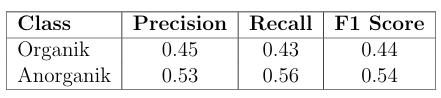 Class Precision Recall F1 Score
Organik 0.45 0.43 0.44
Anorganik 0.53 0.56 0.54